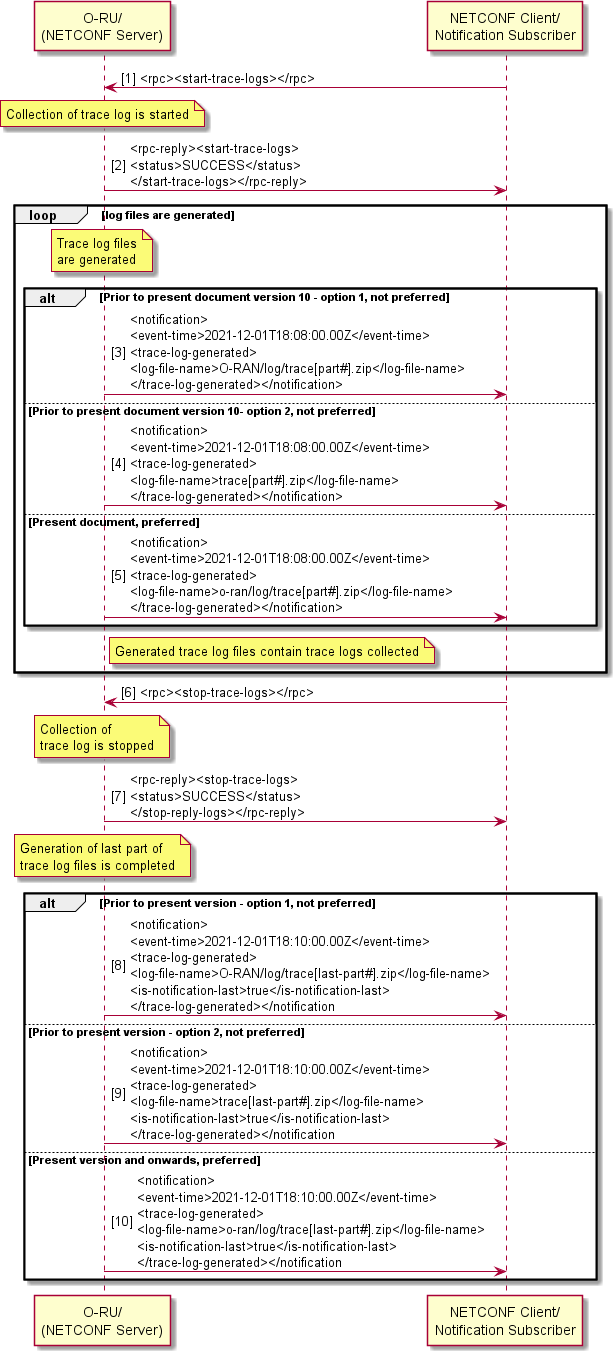 O-RU/
(NETCONF Server)
NETCONF Client/
Notification Subscriber
[1] <rpc><start-trace-logs></rpc>
Collection of trace log is started
<rpc-reply><start-trace-logs>
[2] <status>SUCCESS</status>
</start-trace-logs></rpc-reply>
loop [log files are generated]
Trace log files
are generated
alt [Prior to present document version 10 - option 1, not preferred]
<notification>
<event-time>2021-12-01T18:08:00.00Z</event-time>
[3] <trace-log-generated>
<log-file-name>O-RAN/log/trace[part#].zip</log-file-name>
</trace-log-generated></notification>
[Prior to present document version 10- option 2, not preferred]
<notification>
<event-time>2021-12-01T18:08:00.00Z</event-time>
[4] <trace-log-generated>
<log-file-name>trace[part#].zip</log-file-name>
</trace-log-generated></notification>
[Present document, preferred]
<notification>
<event-time>2021-12-01T18:08:00.00Z</event-time>
[5] <trace-log-generated>
<log-file-name>o-ran/log/trace[part#].zip</log-file-name>
</trace-log-generated></notification>
Generated trace log files contain trace logs collected
[6] <rpc><stop-trace-logs></rpc>
Collection of
trace log is stopped
<rpc-reply><stop-trace-logs>
[7] <status>SUCCESS</status>
</stop-reply-logs></rpc-reply>
Generation of last part of
trace log files is completed
alt [Prior to present version - option 1, not preferred]
<notification>
<event-time>2021-12-01T18:10:00.00Z</event-time>
[8] <trace-log-generated>
<log-file-name>O-RAN/log/trace[last-part#].zip</log-file-name>
<is-notification-last>true</is-notification-last>
</trace-log-generated></notification
[Prior to present version - option 2, not preferred]
<notification>
<event-time>2021-12-01T18:10:00.00Z</event-time>
[9] <trace-log-generated>
<log-file-name>trace[last-part#].zip</log-file-name>
<is-notification-last>true</is-notification-last>
</trace-log-generated></notification
[Present version and onwards, preferred]
<notification>
<event-time>2021-12-01T18:10:00.00Z</event-time>
[10] <trace-log-generated>
<log-file-name>o-ran/log/trace[last-part#].zip</log-file-name>
<is-notification-last>true</is-notification-last>
</trace-log-generated></notification
O-RU/
(NETCONF Server)
NETCONF Client/
Notification Subscriber